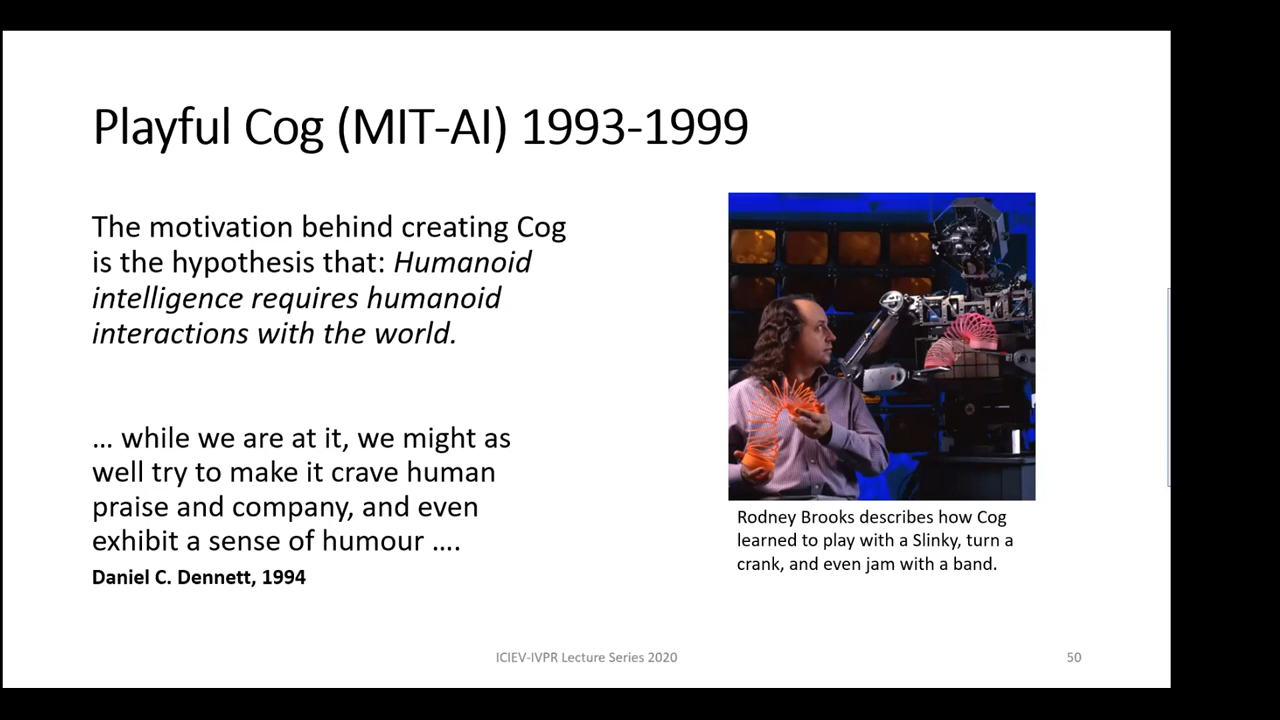 Playful Cog (MIT-AI) 1993-1999
The motivation behind creating Cog
is the hypothesis that: Humanoid
intelligence requires humanoid
interactions with the world.
… while we are at it, we might as
well try to make it crave human
praise and company, and even
exhibit a sense of humour ….
Daniel C. Dennett, 1994
Rodney Brooks describes how Cog
learned to play with a Slinky, turn a
crank, and even jam with a band.
ICIEV-IVPR Lecture Series 2020
50